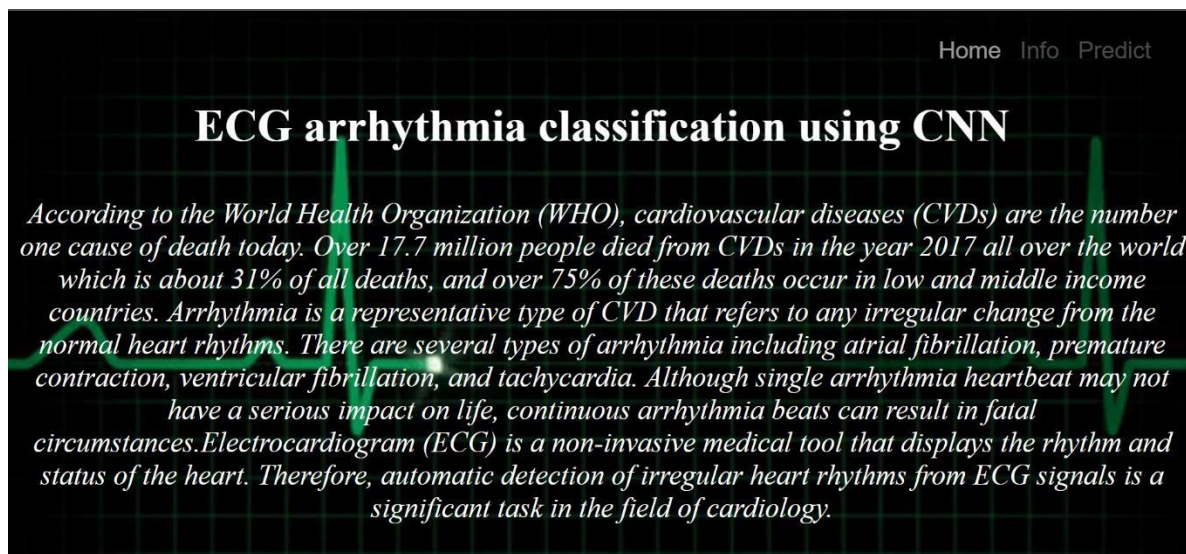 Home Info Predict
ECG arrhythmia classification using CNN
According to the World Health Organization (WHO), cardiovascular diseases (CVDs) are the number
one cause of death today. Over 17.7 million people died from CVDs in the year 2017 all over the world
which is about 31% of all deaths, and over 75% of these deaths occur in low and middle income
countries. Arrhythmia is a representative type of CVD that refers to any irregular change from the
normal heart rhythms. There are several types of arrhythmia including atrial fibrillation, premature
contraction, ventricular fibrillation, and tachycardia. Although single arrhythmia heartbeat may not
have a serious impact on life, continuous arrhythmia beats can result in fatal
circumstances.Electrocardiogram (ECG) is a non-invasive medical tool that displays the rhythm and
status of the heart. Therefore, automatic detection of irregular heart rhythms from ECG signals is a
significant task in the field of cardiology.